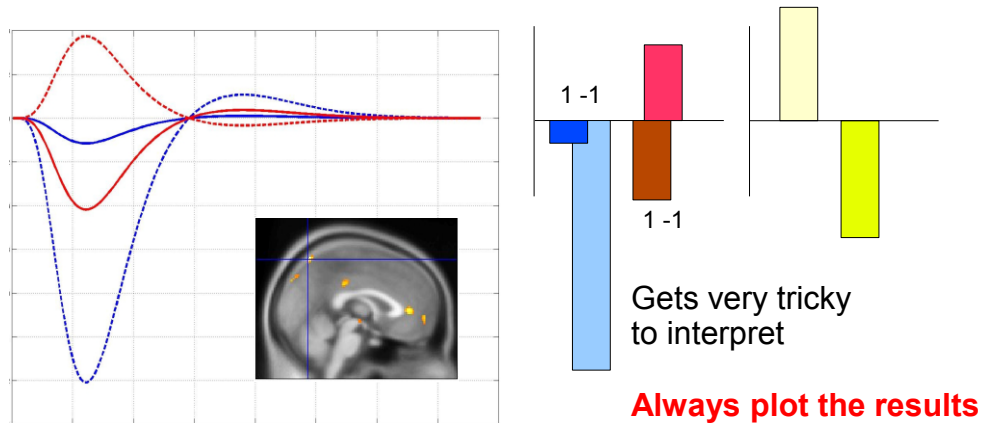 1 -1
1 -1
Gets very tricky
to interpret
Always plot the results